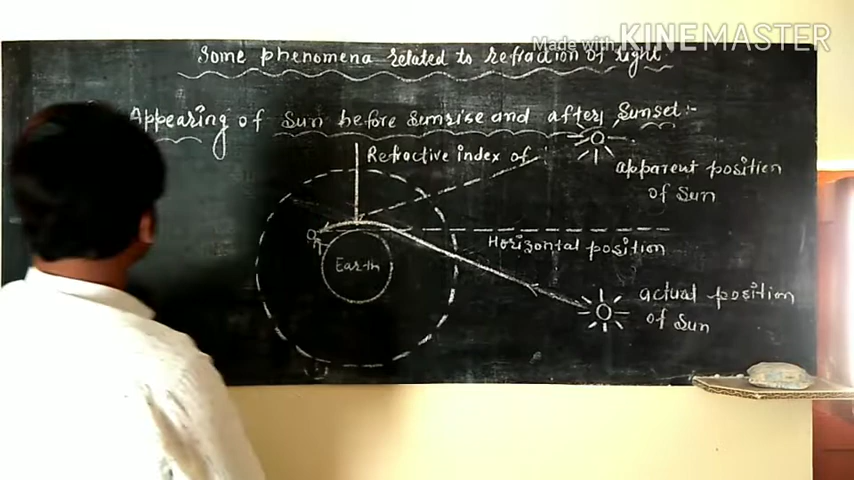 Made with KINEMASTER
Some phenomena related to refraction of light
Appearing of Sun before sunrise and after Sunset:-
Refractive index of
apparent position
of Sun
Horizontal position
Earth
actual position
of Sun